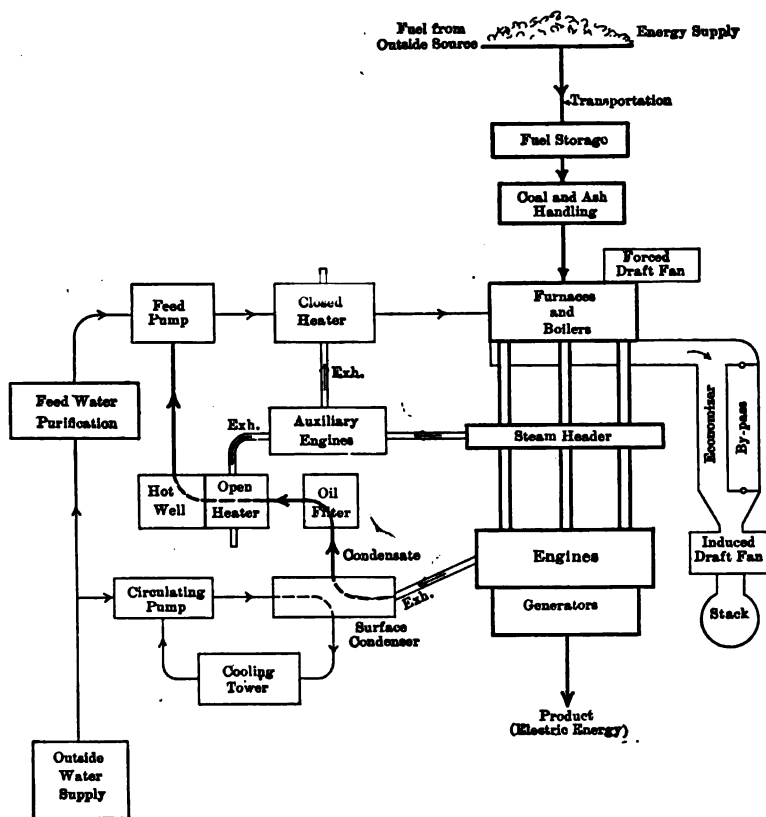 Fuel from
Outside Source
Energy Supply
Transportation
Fuel Storage
Coal and Ash
Handling
Forced
Draft Fan
Feed
Pump
Closed
Heater
Furnaces
and
Boilers
Exh.
Feed Water
Purification
Exh.
Auxiliary
Engines
Steam Header
Economizer
By-pass
Hot
Well
Open
Heater
Oil
Filter
Condensate
Engines
Induced
Draft Fan
Circulating
Pump
Exh.
Generators
Stack
Surface
Condenser
Cooling
Tower
Product
(Electric Energy)
Outside
Water
Supply